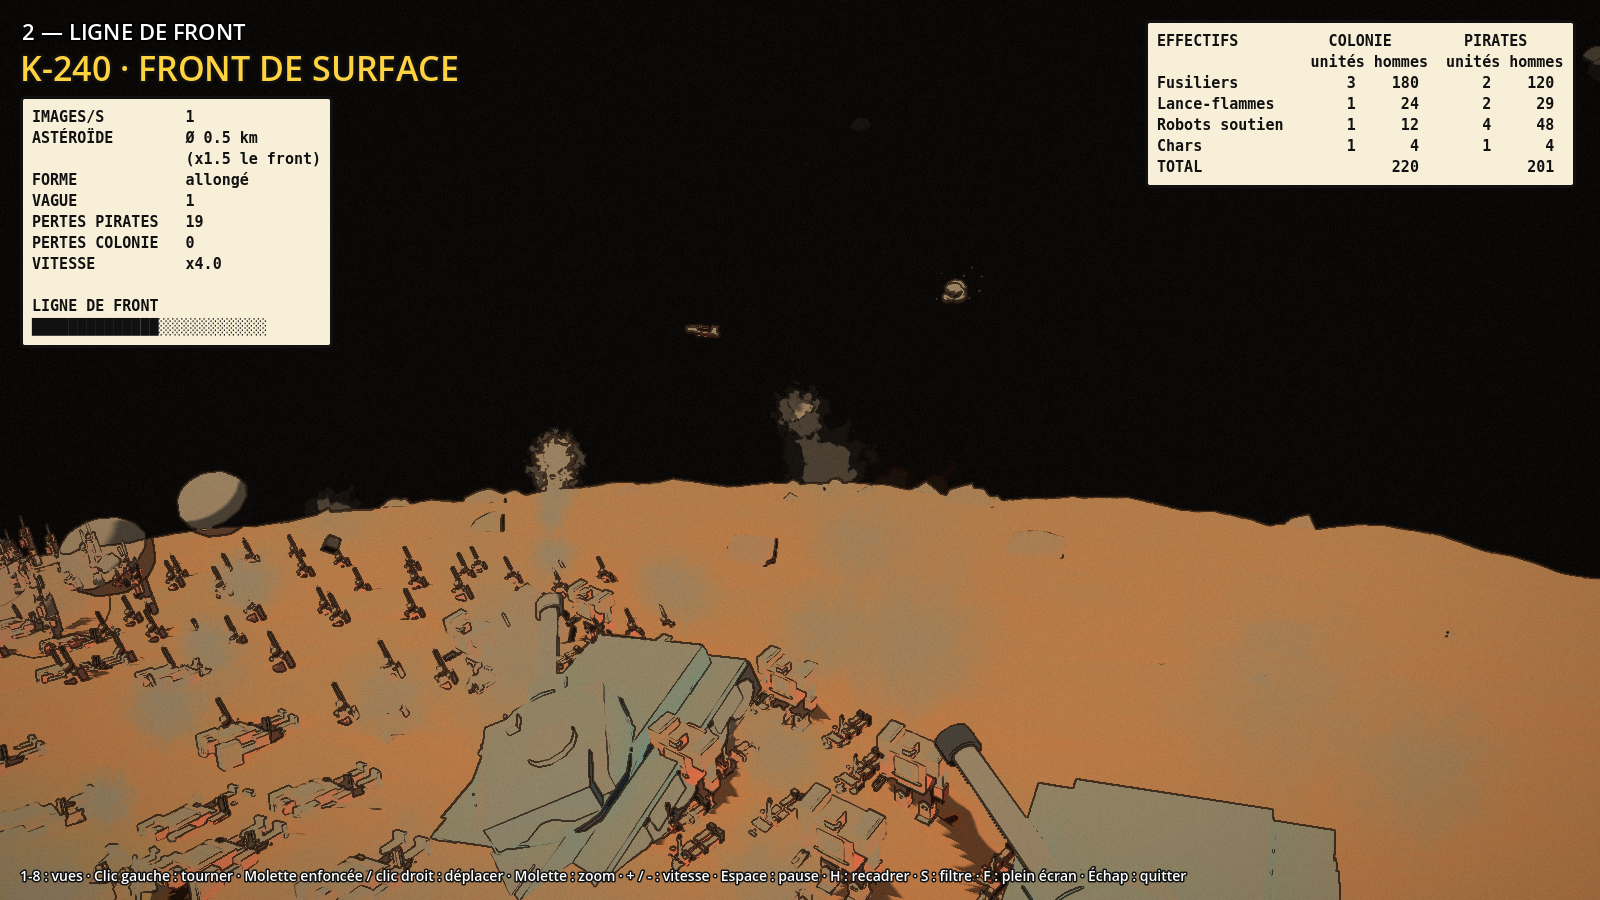 2 — LIGNE DE FRONT
K-240 · FRONT DE SURFACE
IMAGES/S 1
ASTÉROÏDE Ø 0.5 km
(x1.5 le front)
FORME allongé
VAGUE 1
PERTES PIRATES 19
PERTES COLONIE 0
VITESSE x4.0
LIGNE DE FRONT
EFFECTIFS COLONIE PIRATES
unités hommes unités hommes
Fusiliers 3 180 2 120
Lance-flammes 1 24 2 29
Robots soutien 1 12 4 48
Chars 1 4 1 4
TOTAL 220 201
1-8 : vues · Clic gauche : tourner · Molette enfoncée / clic droit : déplacer · Molette : zoom · + / - : vitesse · Espace : pause · H : recadrer · S : filtre · F : plein écran · Échap : quitter